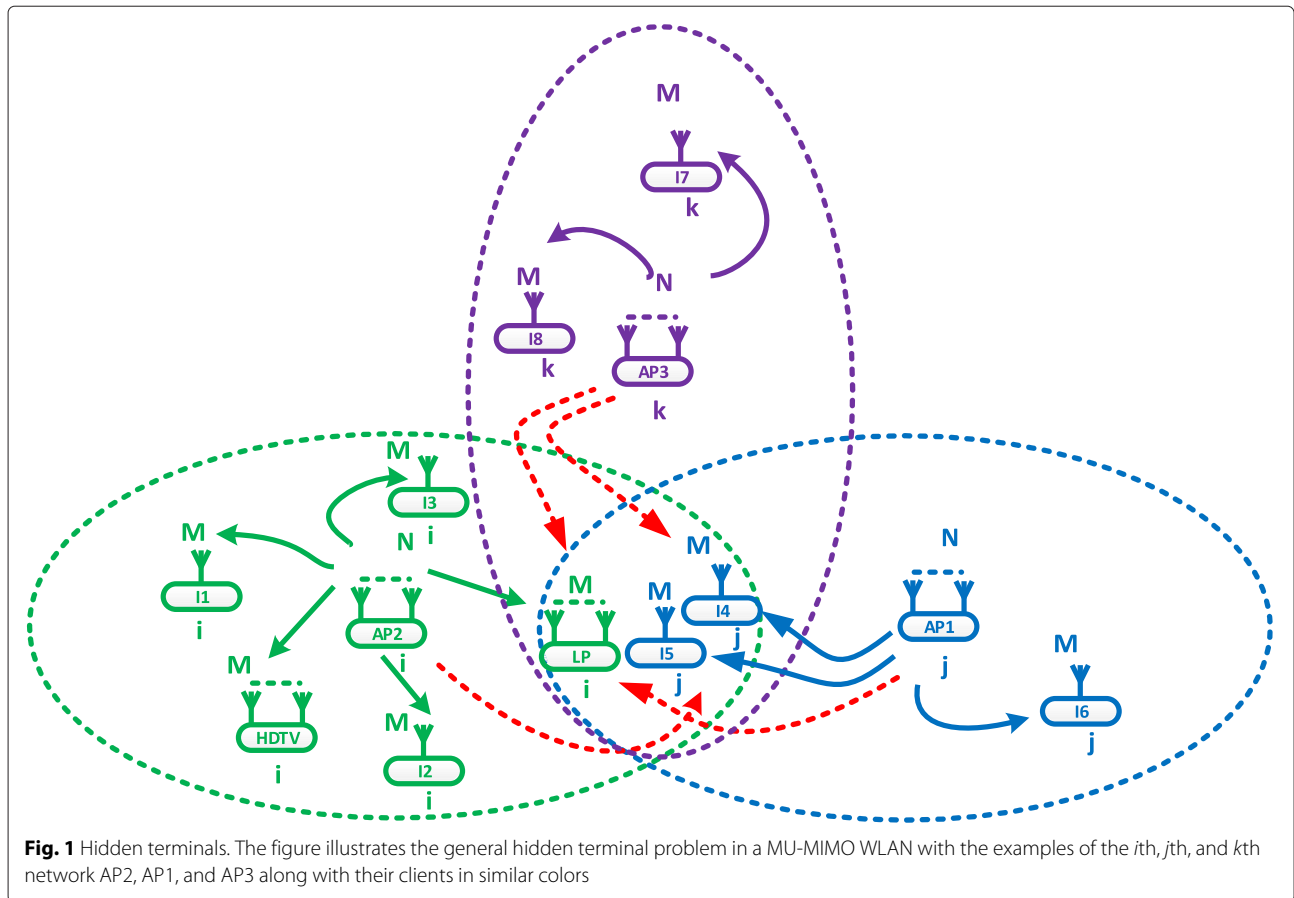 M
I7
k
N
M
I8
k
AP3
k
M
I3
i
N
M
I1
i
AP2
i
M
HDTV
i
M
I2
i
M
LP
i
M
I4
j
M
I5
j
N
AP1
j
M
I6
j
Fig. 1 Hidden terminals. The figure illustrates the general hidden terminal problem in a MU-MIMO WLAN with the examples of the ith, jth, and kth
network AP2, AP1, and AP3 along with their clients in similar colors